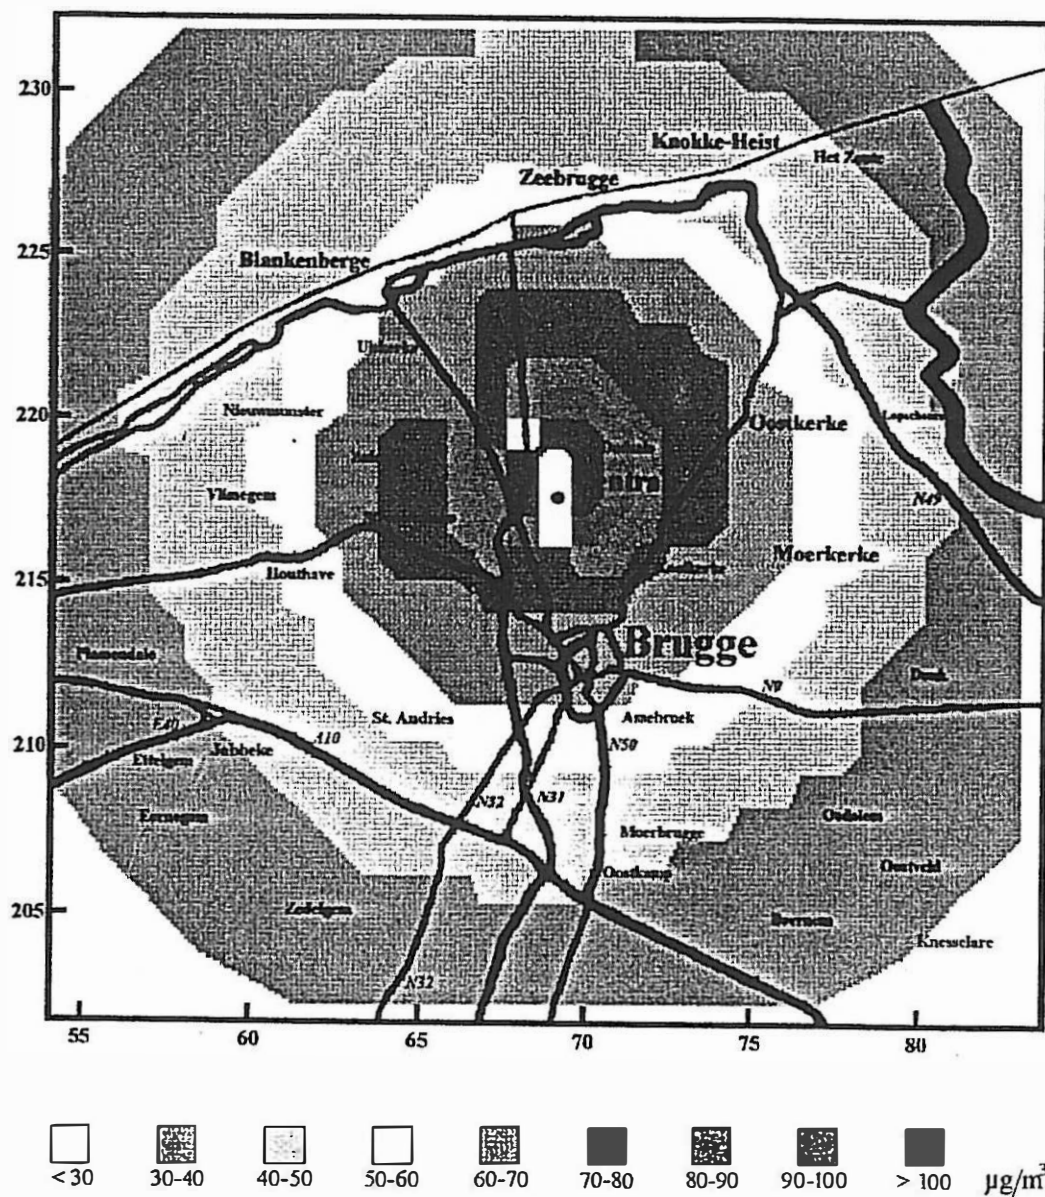 230
Knokke-Heist
Het Zoute
Zeebrugge
225
Blankenberge
Uitkerke
220
Nieuwmunster
Oostkerke
Lapscheure
Vlissegem
N49
Moerkerke
215
Houthave
Brugge
Plassendale
Donk
N9
St. Andries
Assebroek
E40
A10
N50
210
Jabbeke
Ettelgem
N32
N31
Eernegem
Oedelem
Moerbrugge
Oostveld
Oostkamp
205
Zedelgem
Beernem
Knesselare
N32
55
60
65
70
75
80
< 30
30-40
40-50
50-60
60-70
70-80
80-90
90-100
> 100
µg/m³